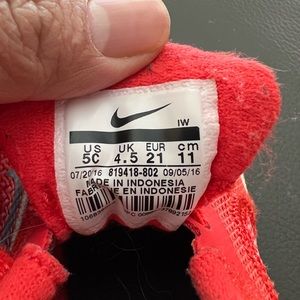 IW
US UK EUR cm
5C 4.5 21 11
07/2016 819418-802 09/05/16
MADE IN INDONESIA
FABRIQUE EN INDONESIE